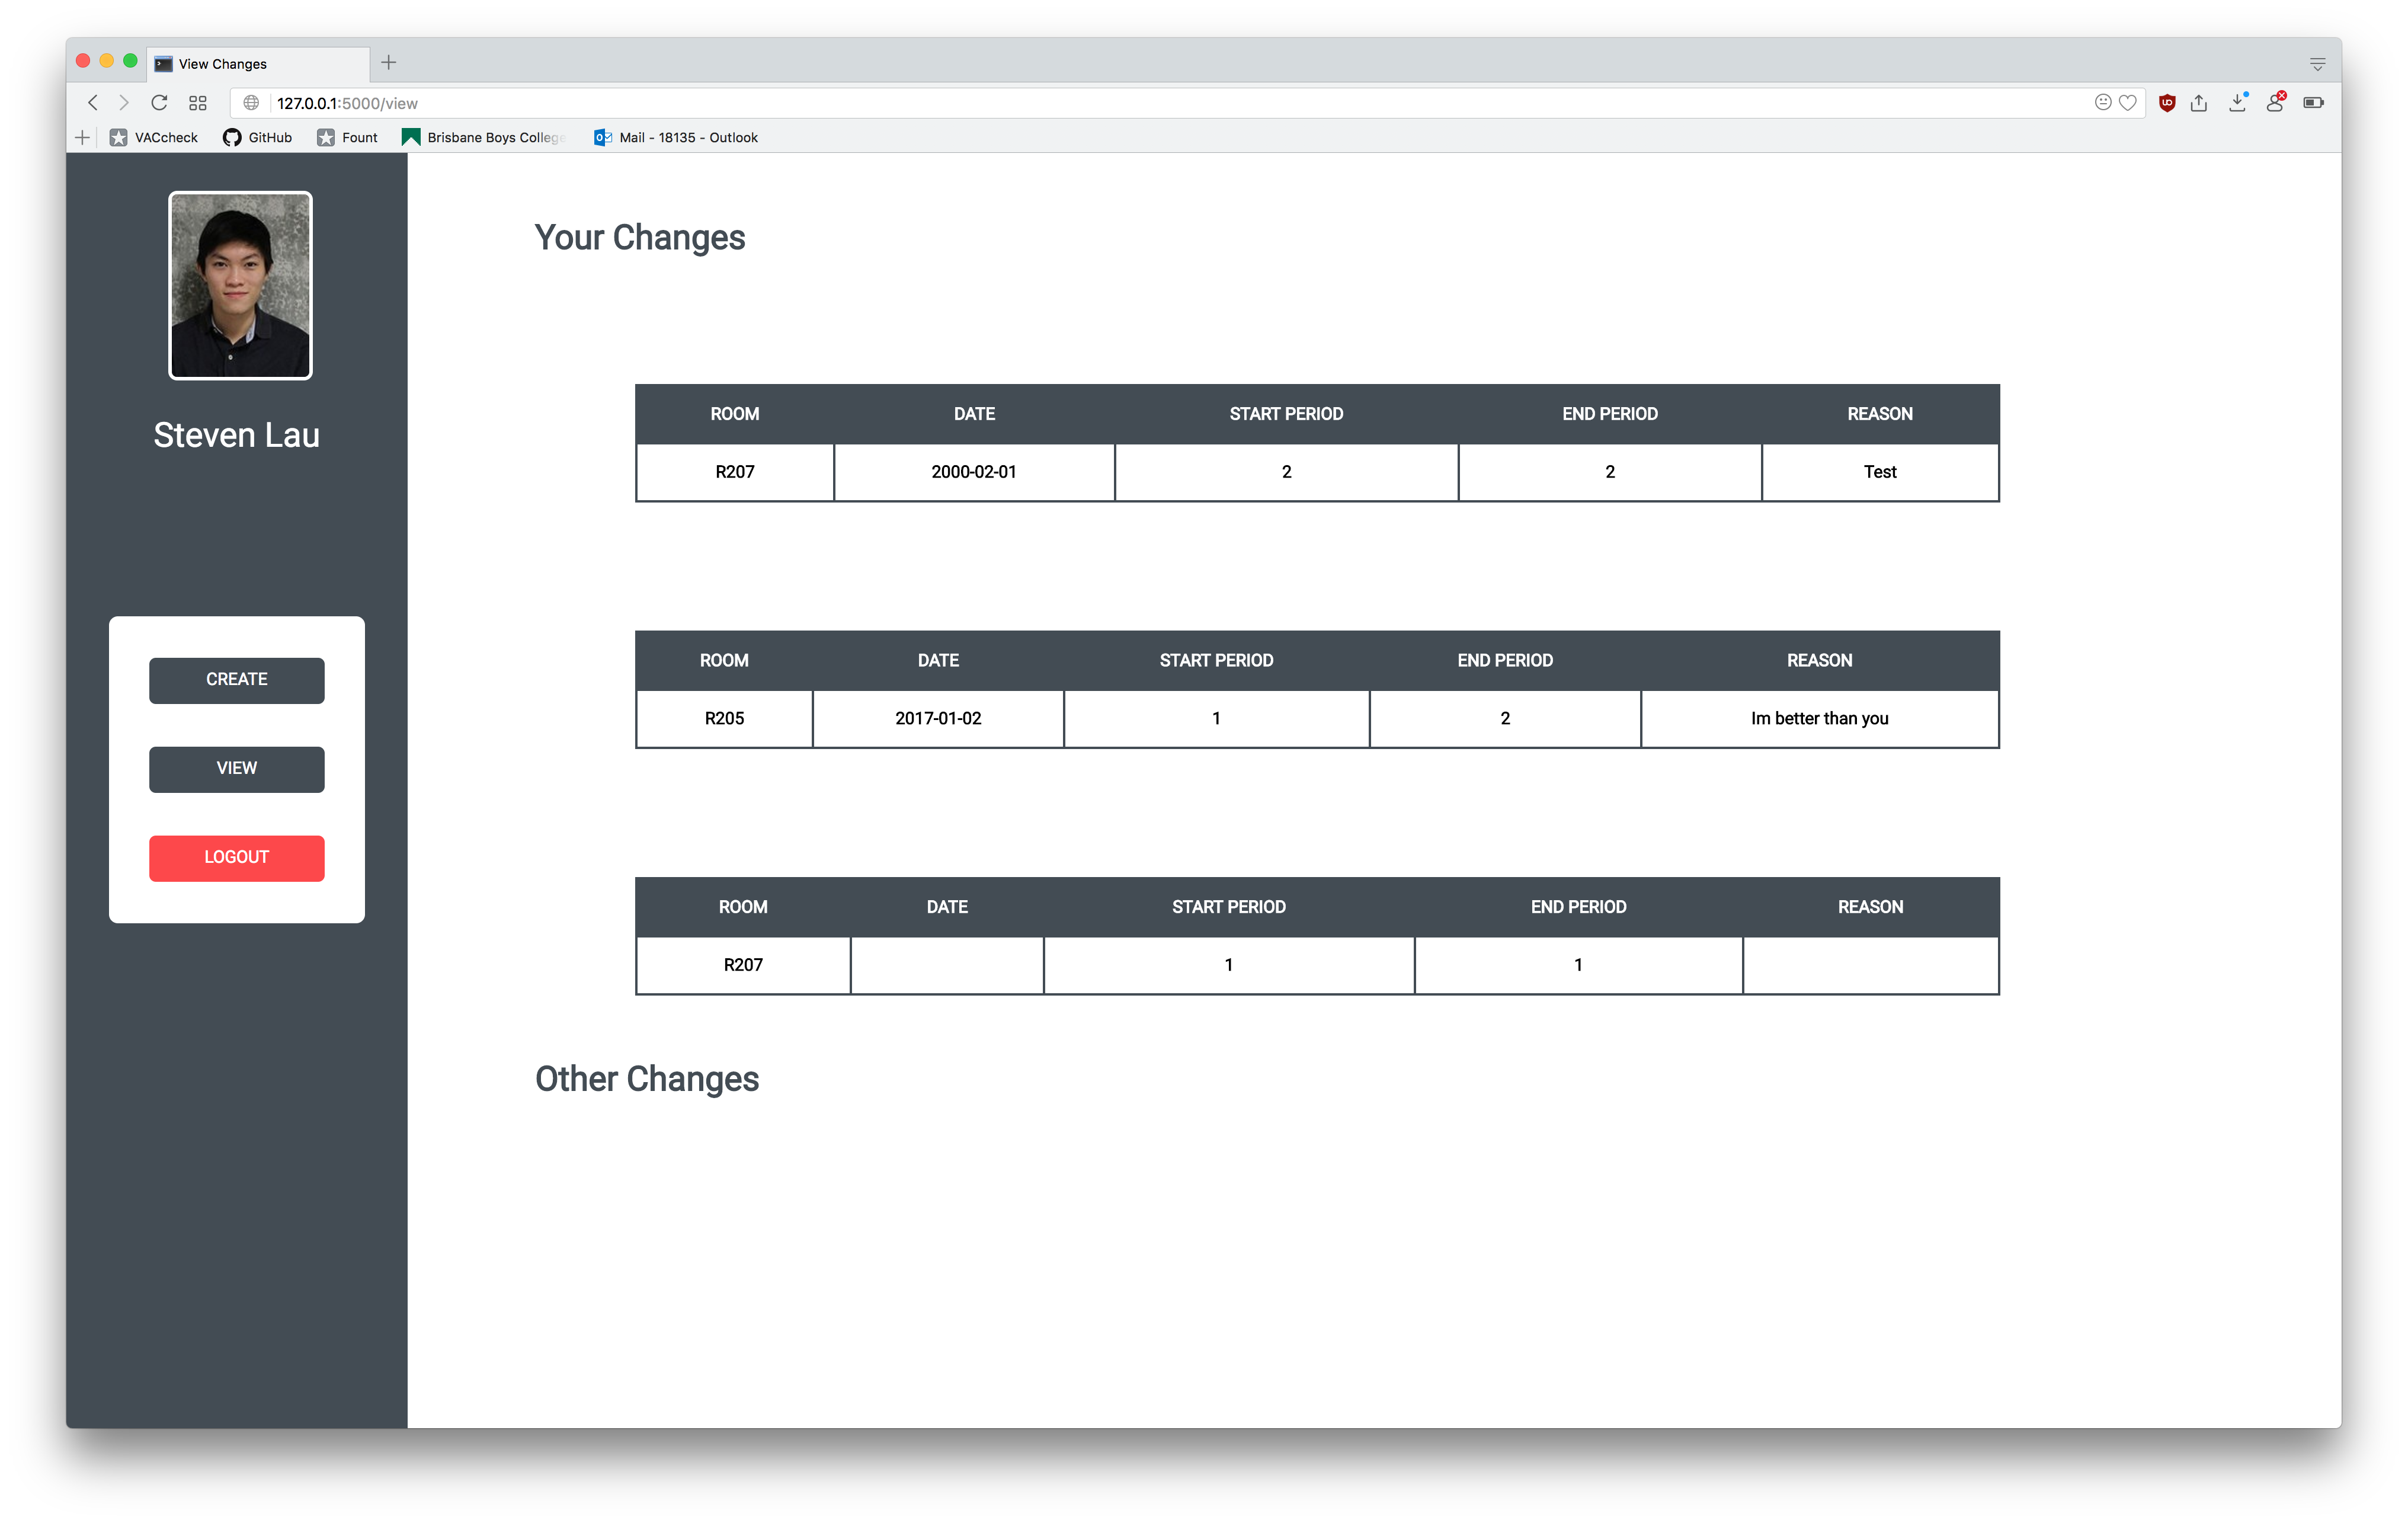 View Changes
127.0.0.1:5000/view
VACcheck GitHub Fount Brisbane Boys College Mail - 18135 - Outlook
Steven Lau
CREATE
VIEW
LOGOUT
Your Changes
ROOM DATE START PERIOD END PERIOD REASON
R207 2000-02-01 2 2 Test
ROOM DATE START PERIOD END PERIOD REASON
R205 2017-01-02 1 2 Im better than you
ROOM DATE START PERIOD END PERIOD REASON
R207 1 1
Other Changes